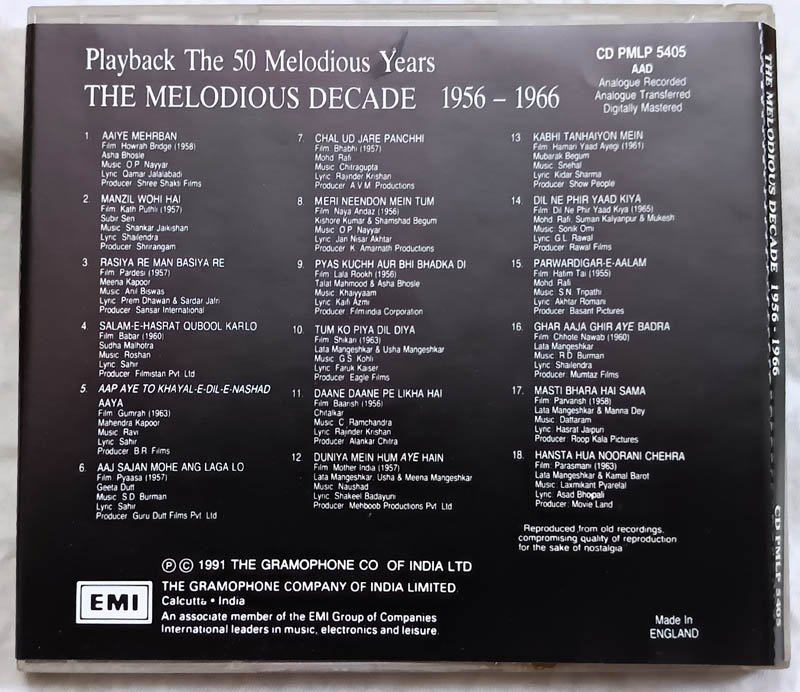 Playback The 50 Melodious Years
THE MELODIOUS DECADE 1956 – 1966
CD PMLP 5405
AAD
Analogue Recorded
Analogue Transferred
Digitally Mastered
1. AAIYE MEHRBAN
Film: Howrah Bridge (1958)
Asha Bhosle
Music: O.P. Nayyar
Lyric: Qamar Jalalabadi
Producer: Shree Shakti Films
2. MANZIL WOHI HAI
Film: Kath Puthli (1957)
Subir Sen
Music: Shankar Jaikishan
Lyric: Shailendra
Producer: Shrirangam
3. RASIYA RE MAN BASIYA RE
Film: Pardesi (1957)
Meena Kapoor
Music: Anil Biswas
Lyric: Prem Dhawan & Sardar Jafri
Producer: Sansar International
4. SALAM-E-HASRAT QUBOOL KARLO
Film: Babar (1960)
Sudha Malhotra
Music: Roshan
Lyric: Sahir
Producer: Filmistan Pvt Ltd
5. AAP AYE TO KHAYAL-E-DIL-E-NASHAD
AAYA
Film: Gumrah (1963)
Mahendra Kapoor
Music: Ravi
Lyric: Sahir
Producer: B.R. Films
6. AAJ SAJAN MOHE ANG LAGA LO
Film: Pyaasa (1957)
Geeta Dutt
Music: S.D. Burman
Lyric: Sahir
Producer: Guru Dutt Films Pvt Ltd
7. CHAL UD JARE PANCHHI
Film: Bhabhi (1957)
Mohd. Rafi
Music: Chitragupta
Lyric: Rajinder Krishan
Producer: A.V.M. Productions
8. MERI NEENDON MEIN TUM
Film: Naya Andaz (1956)
Kishore Kumar & Shamshad Begum
Music: O.P. Nayyar
Lyric: Jan Nisar Akhtar
Producer: K. Amarnath Productions
9. PYAS KUCHH AUR BHI BHADKA DI
Film: Lala Rookh (1956)
Talat Mahmood & Asha Bhosle
Music: Khaiyyaam
Lyric: Kaifi Azmi
Producer: Filmindia Corporation
10. TUM KO PIYA DIL DIYA
Film: Shikari (1963)
Lata Mangeshkar & Usha Mangeshkar
Music: G.S. Kohli
Lyric: Faruk Kaiser
Producer: Eagle Films
11. DAANE DAANE PE LIKHA HAI
Film: Baarish (1956)
Chitalkar
Music: C. Ramchandra
Lyric: Rajinder Krishan
Producer: Alankar Chitra
12. DUNIYA MEIN HUM AYE HAIN
Film: Mother India (1957)
Lata Mangeshkar, Usha & Meena Mangeshkar
Music: Naushad
Lyric: Shakeel Badayuni
Producer: Mehboob Productions Pvt Ltd
13. KABHI TANHAIYON MEIN
Film: Hamari Yaad Ayegi (1961)
Mubarak Begum
Music: Snehal
Lyric: Kidar Sharma
Producer: Show People
14. DIL NE PHIR YAAD KIYA
Film: Dil Ne Phir Yaad Kiya (1965)
Mohd. Rafi, Suman Kalyanpur & Mukesh
Music: Sonik Omi
Lyric: G.L. Rawal
Producer: Rawal Films
15. PARWARDIGAR-E-AALAM
Film: Hatim Tai (1955)
Mohd. Rafi
Music: S.N. Tripathi
Lyric: Akhtar Romani
Producer: Basant Pictures
16. GHAR AAJA GHIR AYE BADRA
Film: Chhote Nawab (1960)
Lata Mangeshkar
Music: R.D. Burman
Lyric: Shailendra
Producer: Mumtaz Films
17. MASTI BHARA HAI SAMA
Film: Parvarish (1958)
Lata Mangeshkar & Manna Dey
Music: Dattaram
Lyric: Hasrat Jaipuri
Producer: Roop Kala Pictures
18. HANSTA HUA NOORANI CHEHRA
Film: Parasmani (1963)
Lata Mangeshkar & Kamal Barot
Music: Laxmikant Pyarelal
Lyric: Asad Bhopali
Producer: Movie Land
Reproduced from old recordings,
compromising quality of reproduction
for the sake of nostalgia
Ⓟ © 1991 THE GRAMOPHONE CO OF INDIA LTD
EMI
THE GRAMOPHONE COMPANY OF INDIA LIMITED
Calcutta • India
An associate member of the EMI Group of Companies
International leaders in music, electronics and leisure.
Made In
ENGLAND
THE MELODIOUS DECADE 1956 - 1966
CD PMLP 5405